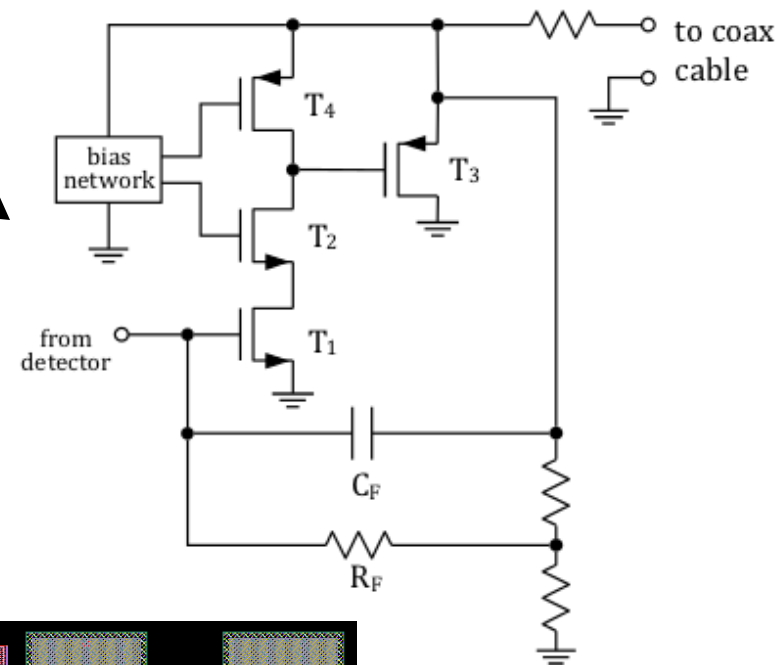 to coax
cable
T4
bias
network
T3
T2
from
detector
T1
CF
RF